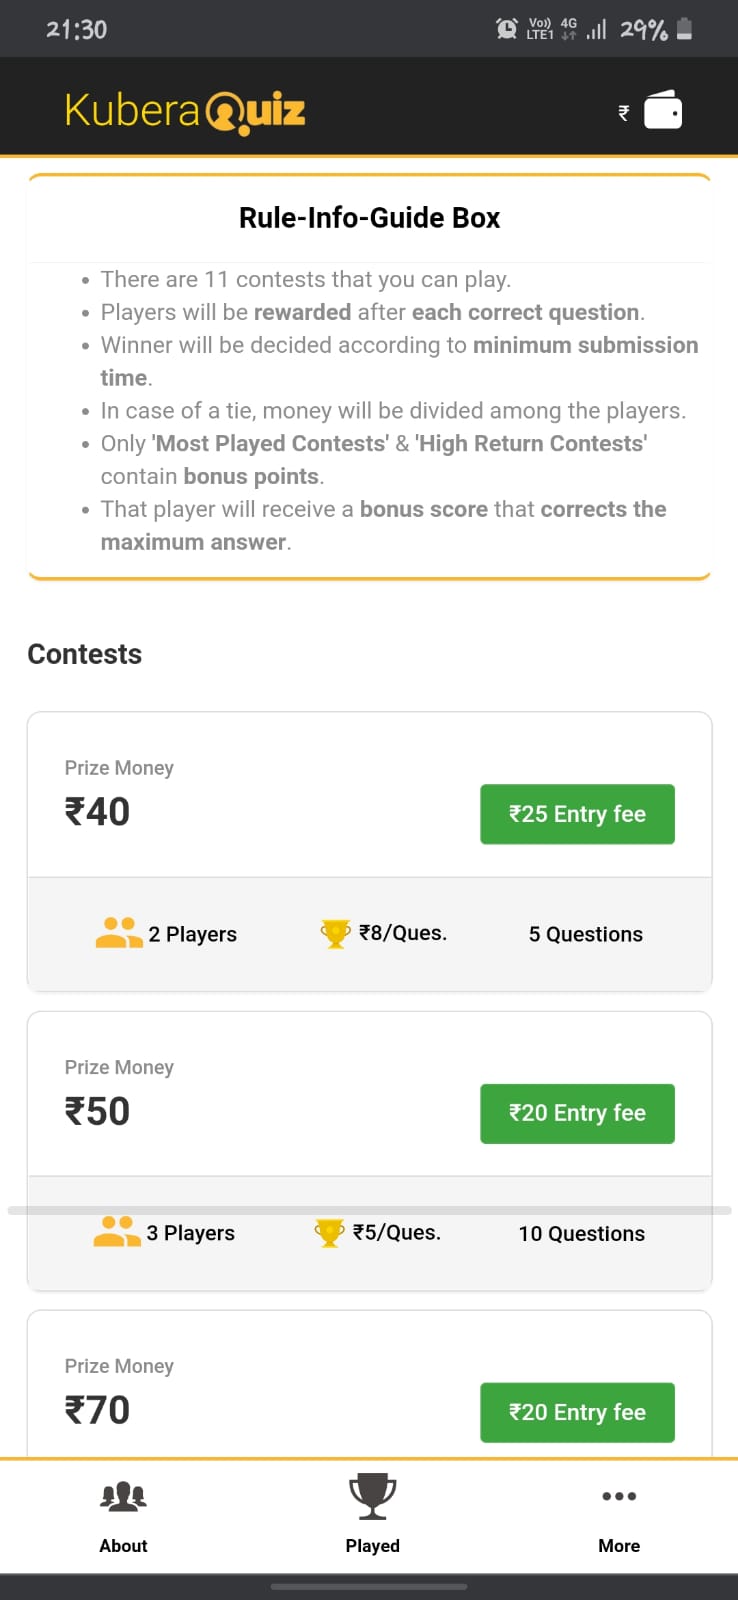 21:30 Vo)) LTE1 4G 29%
KuberaQuiz ₹
Rule-Info-Guide Box
• There are 11 contests that you can play.
• Players will be rewarded after each correct question.
• Winner will be decided according to minimum submission
time.
• In case of a tie, money will be divided among the players.
• Only 'Most Played Contests' & 'High Return Contests'
contain bonus points.
• That player will receive a bonus score that corrects the
maximum answer.
Contests
Prize Money
₹40 ₹25 Entry fee
2 Players ₹8/Ques. 5 Questions
Prize Money
₹50 ₹20 Entry fee
3 Players ₹5/Ques. 10 Questions
Prize Money
₹70 ₹20 Entry fee
About Played More